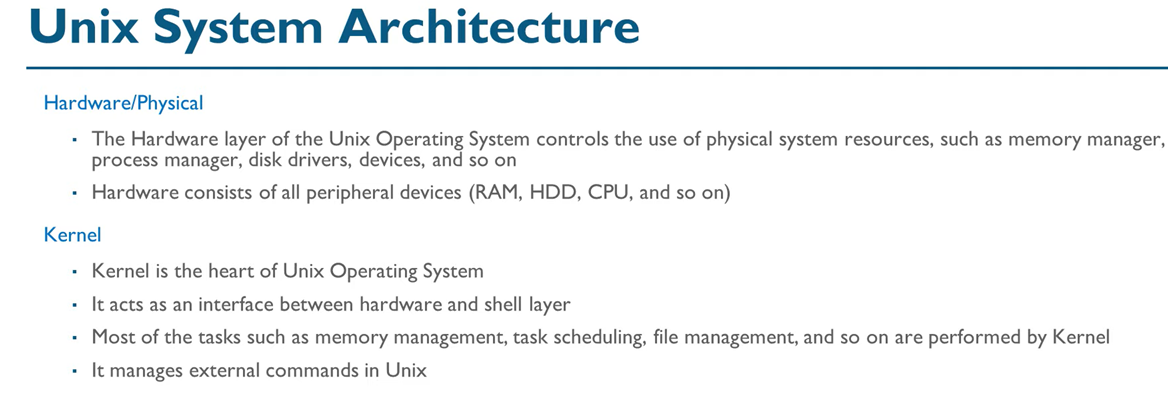 Unix System Architecture
Hardware/Physical
▪ The Hardware layer of the Unix Operating System controls the use of physical system resources, such as memory manager,
process manager, disk drivers, devices, and so on
▪ Hardware consists of all peripheral devices (RAM, HDD, CPU, and so on)
Kernel
▪ Kernel is the heart of Unix Operating System
▪ It acts as an interface between hardware and shell layer
▪ Most of the tasks such as memory management, task scheduling, file management, and so on are performed by Kernel
▪ It manages external commands in Unix